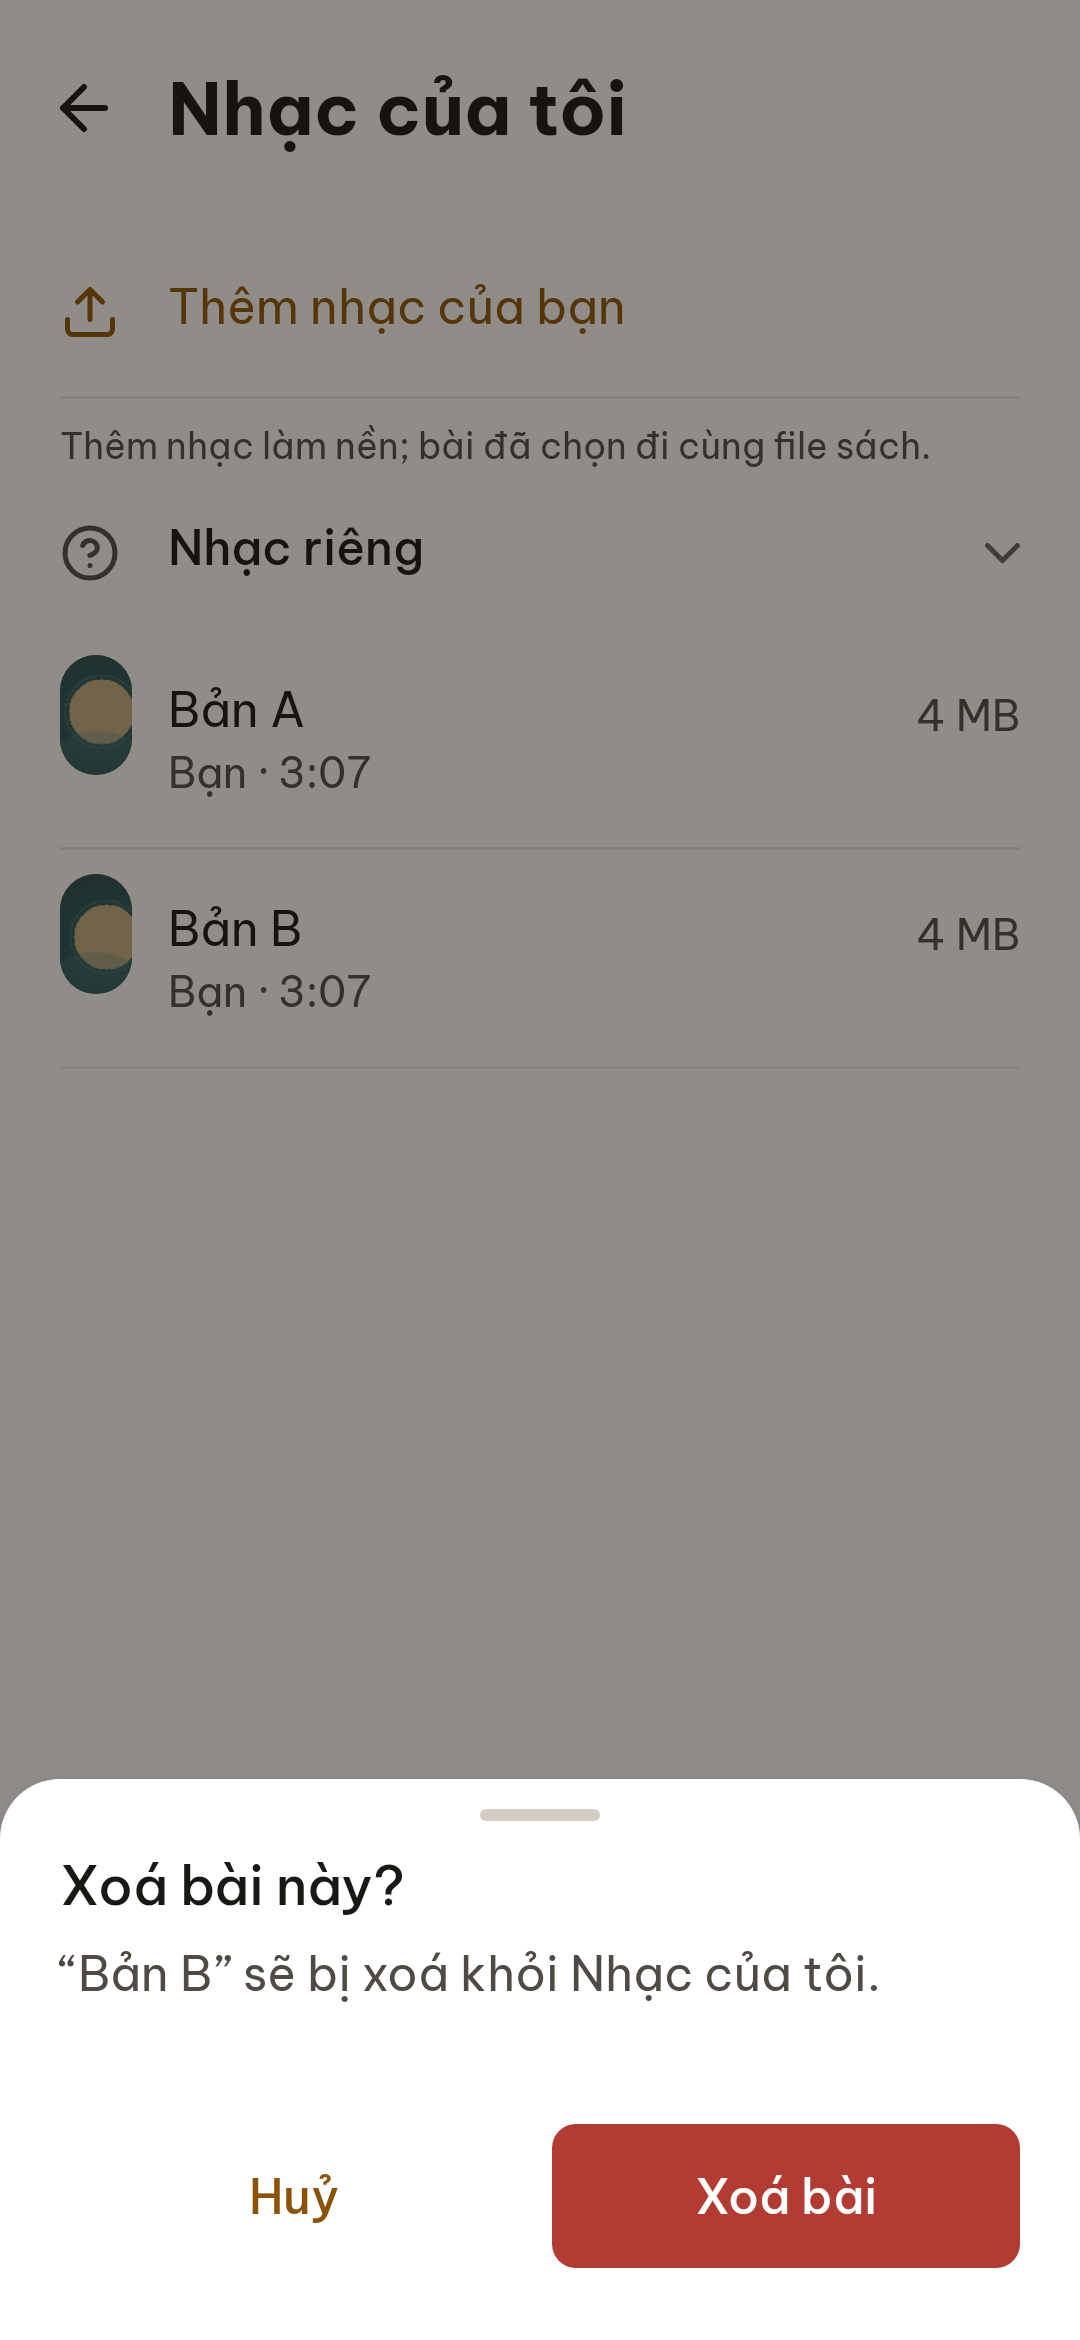 Nhạc của tôi
Thêm nhạc của bạn
Thêm nhạc làm nền; bài đã chọn đi cùng file sách.
Nhạc riêng
Bản A
4 MB
Bạn · 3:07
Bản B
4 MB
Bạn · 3:07
Xoá bài này?
“Bản B” sẽ bị xoá khỏi Nhạc của tôi.
Huỷ
Xoá bài